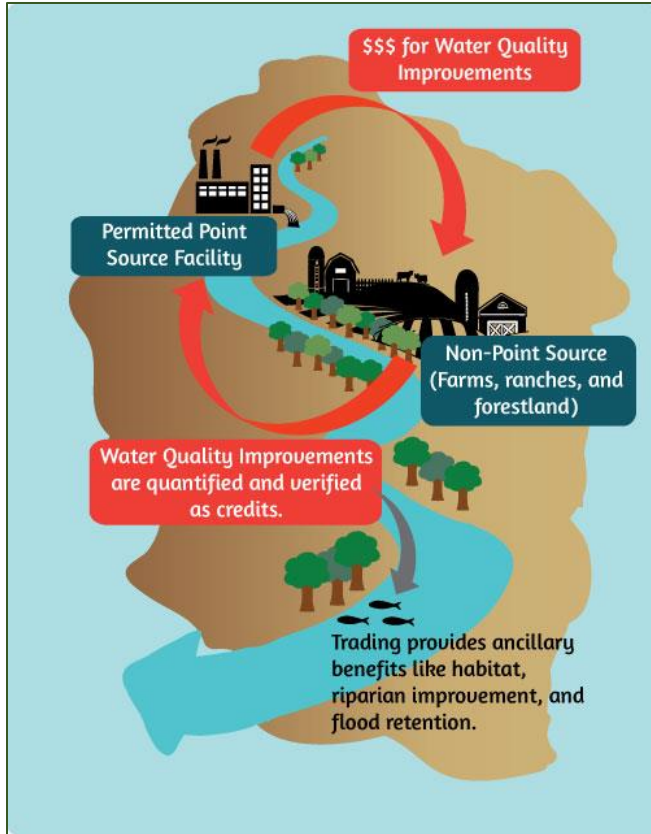 $$$ for Water Quality
Improvements
Permitted Point
Source Facility
Non-Point Source
(Farms, ranches, and
forestland)
Water Quality Improvements
are quantified and verified
as credits.
Trading provides ancillary
benefits like habitat,
riparian improvement, and
flood retention.